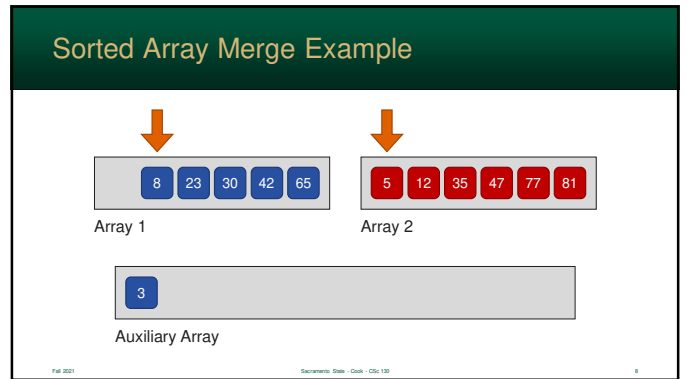 Sorted Array Merge Example
8 23 30 42 65
5 12 35 47 77 81
Array 1
Array 2
3
Auxiliary Array
Fall 2021
Sacramento State - Cook - CSc 130
8